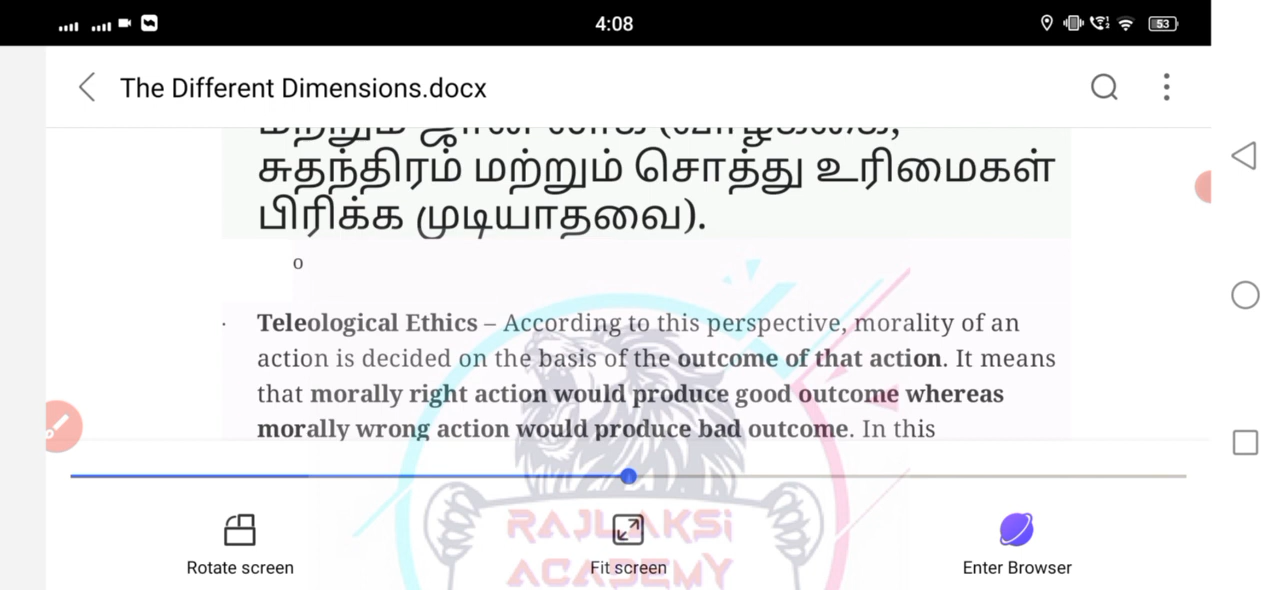 4:08
53
The Different Dimensions.docx
சுதந்திரம் மற்றும் சொத்து உரிமைகள்
பிரிக்க முடியாதவை).
o
· Teleological Ethics – According to this perspective, morality of an
action is decided on the basis of the outcome of that action. It means
that morally right action would produce good outcome whereas
morally wrong action would produce bad outcome. In this
RAJLAKSi
ACADEMY
Rotate screen
Fit screen
Enter Browser